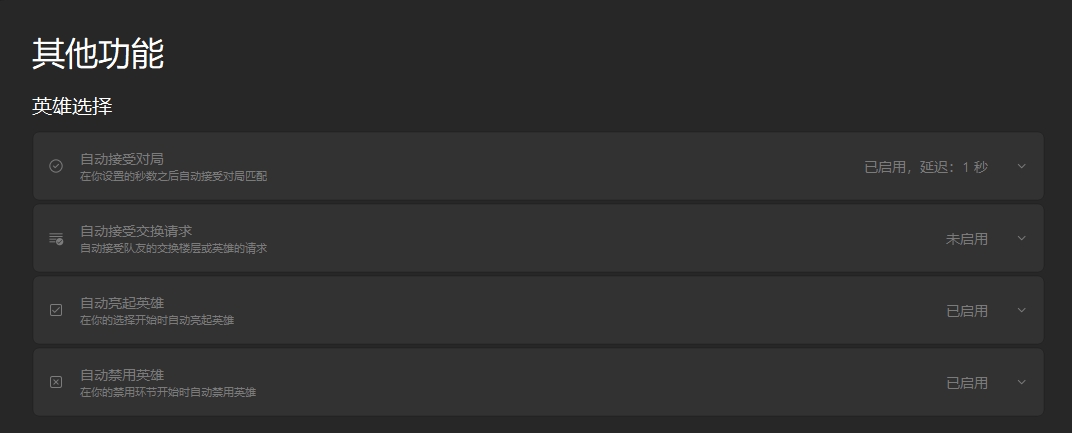 其他功能
英雄选择
自动接受对局
在你设置的秒数之后自动接受对局匹配
已启用，延迟：1 秒
自动接受交换请求
自动接受队友的交换楼层或英雄的请求
未启用
自动亮起英雄
在你的选择开始时自动亮起英雄
已启用
自动禁用英雄
在你的禁用环节开始时自动禁用英雄
已启用